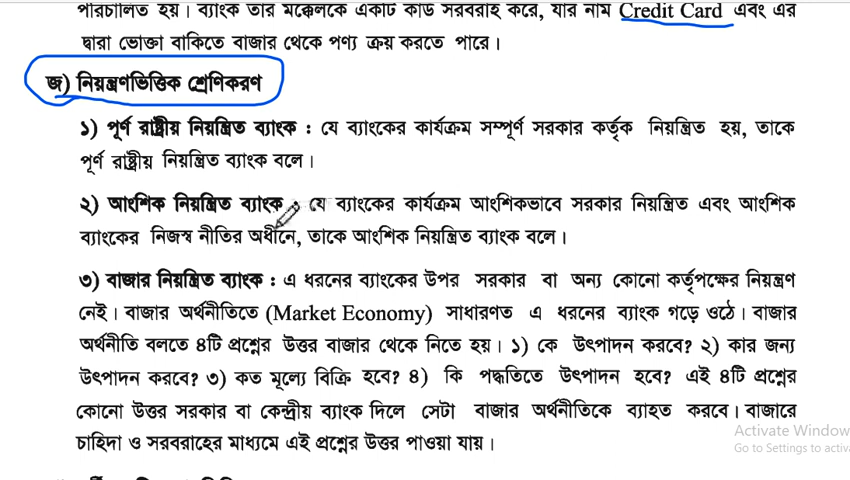 পরিচালিত হয়। ব্যাংক তার মক্কেলকে একটি কার্ড সরবরাহ করে, যার নাম Credit Card এবং এর
দ্বারা ভোক্তা বাকিতে বাজার থেকে পণ্য ক্রয় করতে পারে।
জ) নিয়ন্ত্রণভিত্তিক শ্রেণিকরণ
১) পূর্ণ রাষ্ট্রীয় নিয়ন্ত্রিত ব্যাংক : যে ব্যাংকের কার্যক্রম সম্পূর্ণ সরকার কর্তৃক নিয়ন্ত্রিত হয়, তাকে
পূর্ণ রাষ্ট্রীয় নিয়ন্ত্রিত ব্যাংক বলে।
২) আংশিক নিয়ন্ত্রিত ব্যাংক : যে ব্যাংকের কার্যক্রম আংশিকভাবে সরকার নিয়ন্ত্রিত এবং আংশিক
ব্যাংকের নিজস্ব নীতির অধীনে, তাকে আংশিক নিয়ন্ত্রিত ব্যাংক বলে।
৩) বাজার নিয়ন্ত্রিত ব্যাংক : এ ধরনের ব্যাংকের উপর সরকার বা অন্য কোনো কর্তৃপক্ষের নিয়ন্ত্রণ
নেই। বাজার অর্থনীতিতে (Market Economy) সাধারণত এ ধরনের ব্যাংক গড়ে ওঠে। বাজার
অর্থনীতি বলতে ৪টি প্রশ্নের উত্তর বাজার থেকে নিতে হয়। ১) কে উৎপাদন করবে? ২) কার জন্য
উৎপাদন করবে? ৩) কত মূল্যে বিক্রি হবে? ৪) কি পদ্ধতিতে উৎপাদন হবে? এই ৪টি প্রশ্নের
কোনো উত্তর সরকার বা কেন্দ্রীয় ব্যাংক দিলে সেটা বাজার অর্থনীতিকে ব্যাহত করবে। বাজারে
চাহিদা ও সরবরাহের মাধ্যমে এই প্রশ্নের উত্তর পাওয়া যায়।
Activate Window
Go to Settings to activ